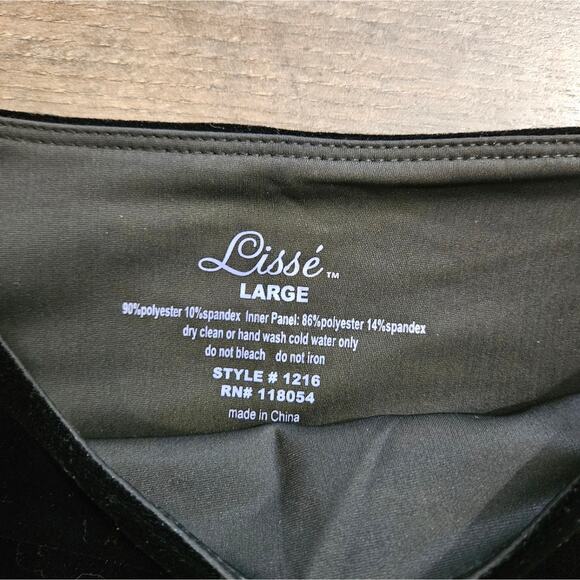 Lissé™
LARGE
90%polyester 10%spandex Inner Panel: 86%polyester 14%spandex
dry clean or hand wash cold water only
do not bleach do not iron
STYLE # 1216
RN# 118054
made in China